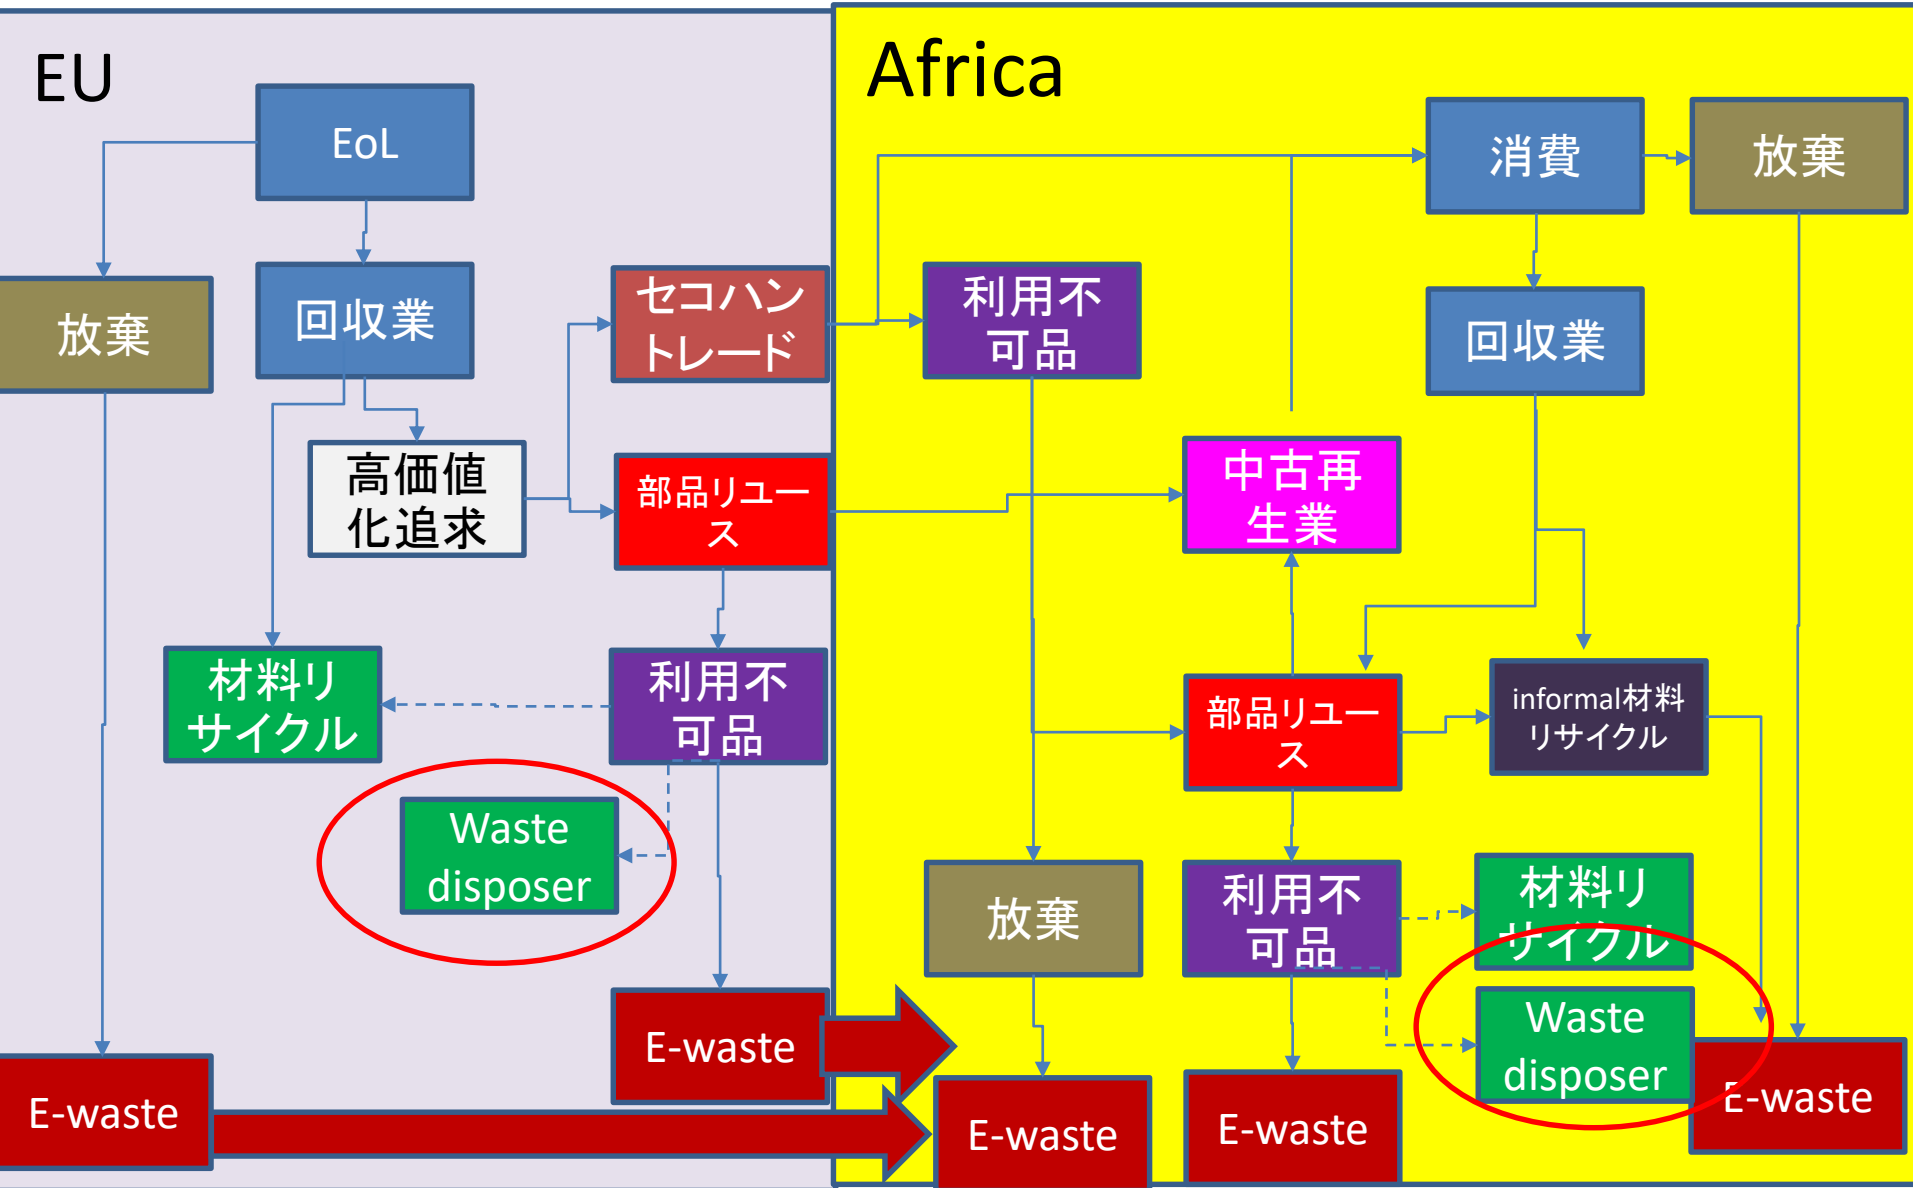 EU
EoL
放棄
回収業
セコハン
トレード
高価値
化追求
部品リユー
ス
材料リ
サイクル
利用不
可品
Waste
disposer
E-waste
E-waste
Africa
消費
放棄
利用不
可品
回収業
中古再
生業
部品リユー
ス
informal材料
リサイクル
放棄
利用不
可品
材料リ
サイクル
Waste
disposer
E-waste
E-waste
E-waste